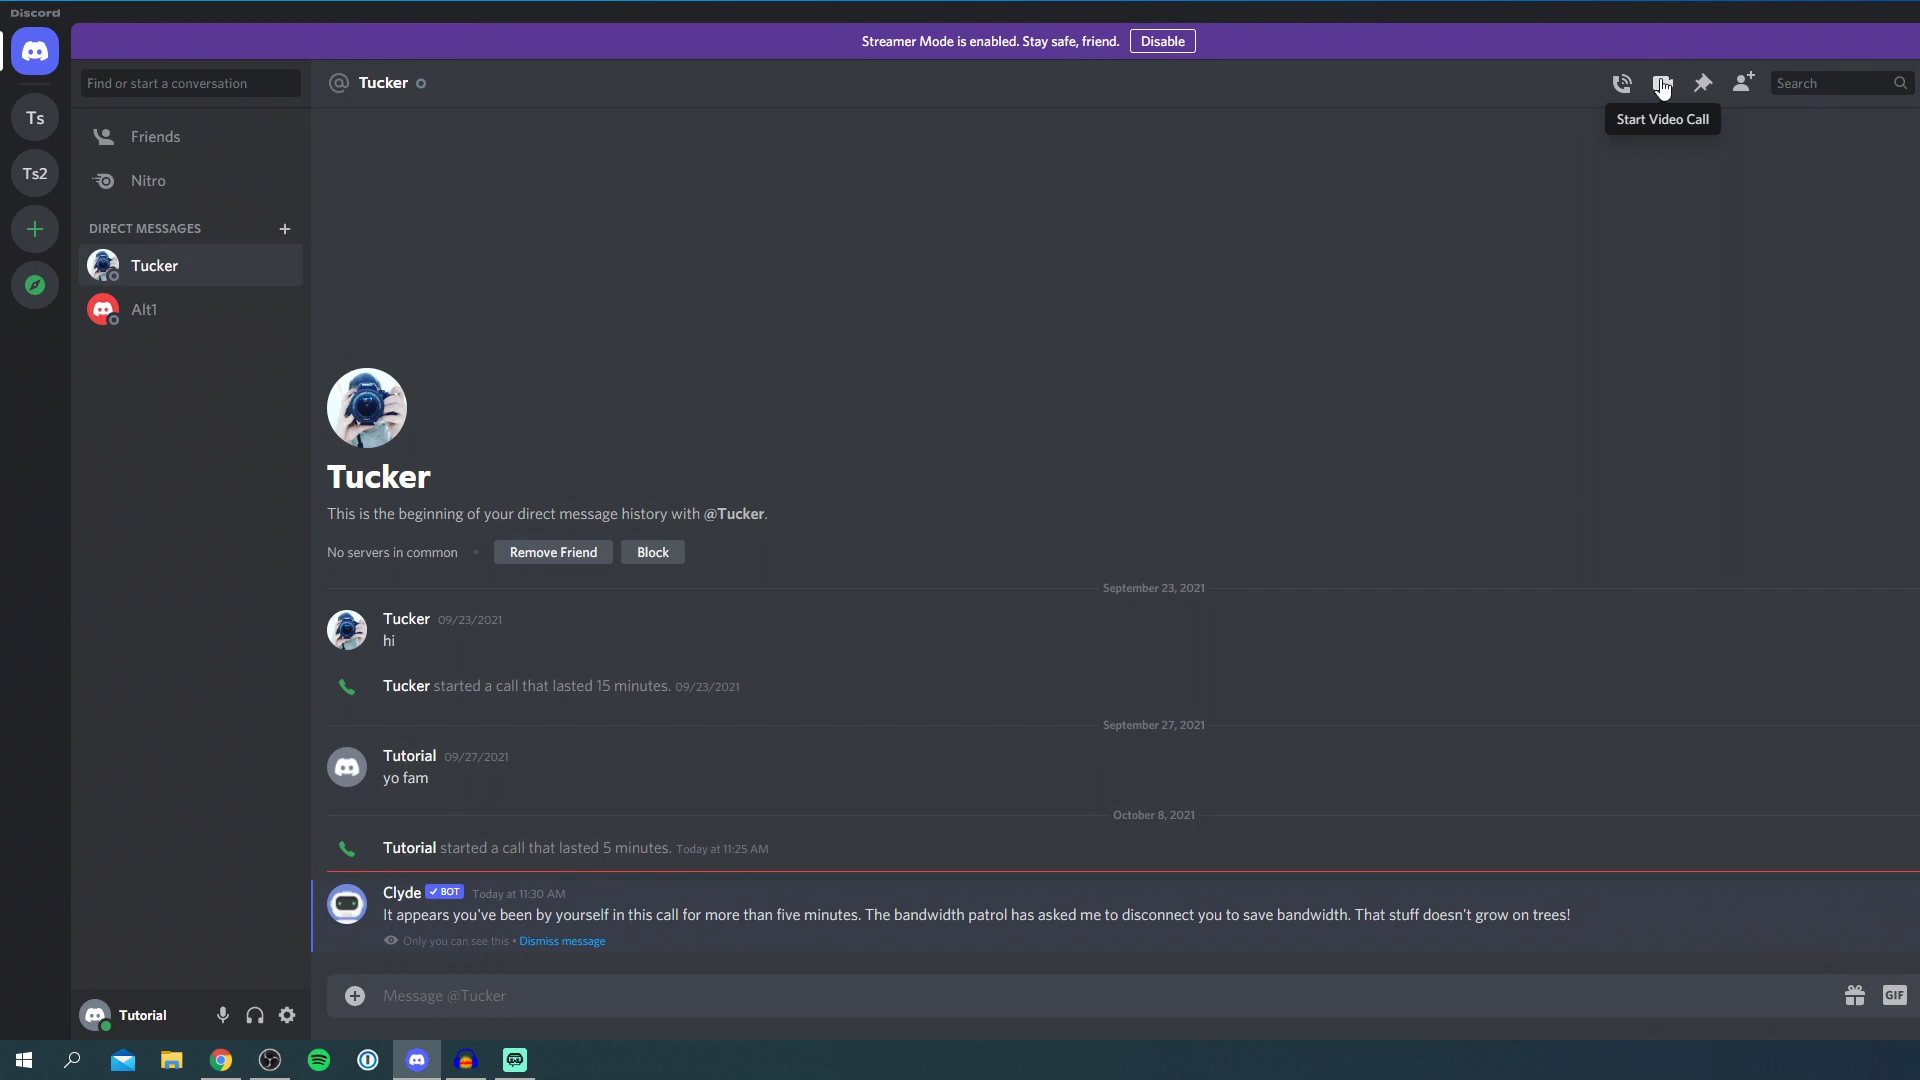 Discord
Streamer Mode is enabled. Stay safe, friend. Disable
Find or start a conversation
Tucker
Search
Start Video Call
Ts
Ts2
Friends
Nitro
DIRECT MESSAGES
Tucker
Alt1
Tucker
This is the beginning of your direct message history with @Tucker.
No servers in common Remove Friend Block
September 23, 2021
Tucker 09/23/2021
hi
Tucker started a call that lasted 15 minutes. 09/23/2021
September 27, 2021
Tutorial 09/27/2021
yo fam
October 8, 2021
Tutorial started a call that lasted 5 minutes. Today at 11:25 AM
Clyde ✓ BOT Today at 11:30 AM
It appears you've been by yourself in this call for more than five minutes. The bandwidth patrol has asked me to disconnect you to save bandwidth. That stuff doesn't grow on trees!
Only you can see this • Dismiss message
Message @Tucker
GIF
Tutorial